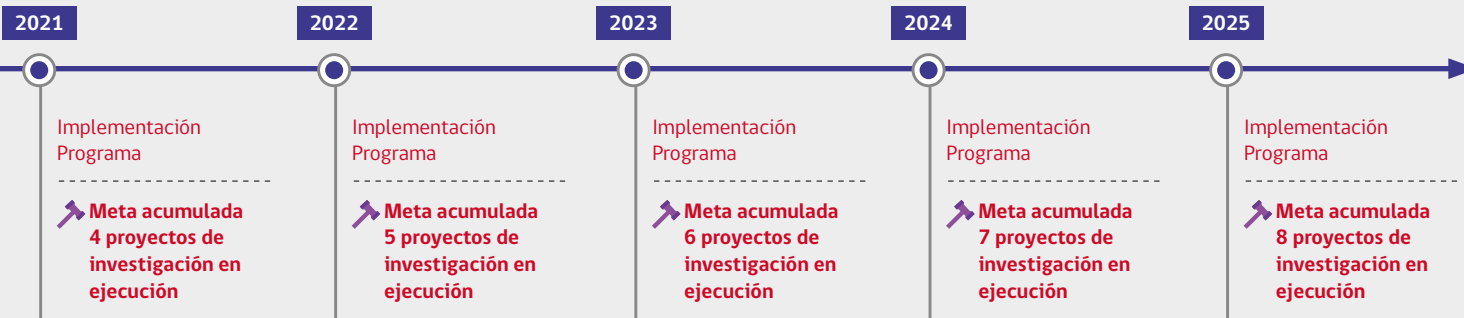 2021
Implementación
Programa
Meta acumulada
4 proyectos de
investigación en
ejecución
2022
Implementación
Programa
Meta acumulada
5 proyectos de
investigación en
ejecución
2023
Implementación
Programa
Meta acumulada
6 proyectos de
investigación en
ejecución
2024
Implementación
Programa
Meta acumulada
7 proyectos de
investigación en
ejecución
2025
Implementación
Programa
Meta acumulada
8 proyectos de
investigación en
ejecución